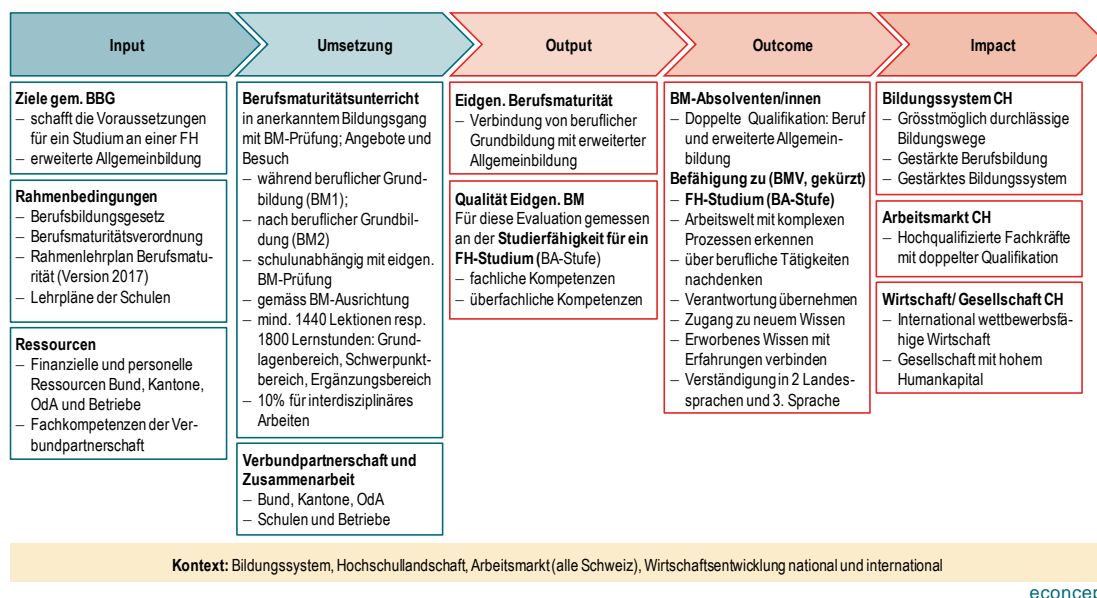 Input
Umsetzung
Output
Outcome
Impact
Ziele gem. BBG
– schafft die Voraussetzungen
für ein Studium an einer FH
– erweiterte Allgemeinbildung
Rahmenbedingungen
– Berufsbildungsgesetz
– Berufsmaturitätsverordnung
– Rahmenlehrplan Berufsmatu-
rität (Version 2017)
– Lehrpläne der Schulen
Ressourcen
– Finanzielle und personelle
Ressourcen Bund, Kantone,
OdA und Betriebe
– Fachkompetenzen der Ver-
bundpartnerschaft
Berufsmaturitätsunterricht
in anerkanntem Bildungsgang
mit BM-Prüfung; Angebote und
Besuch
– während beruflicher Grund-
bildung (BM1);
– nach beruflicher Grundbil-
dung (BM2)
– schulunabhängig mit eidgen.
BM-Prüfung
– gemäss BM-Ausrichtung
– mind. 1440 Lektionen resp.
1800 Lernstunden: Grund-
lagenbereich, Schwerpunkt-
bereich, Ergänzungsbereich
– 10% für interdisziplinäres
Arbeiten
Verbundpartnerschaft und
Zusammenarbeit
– Bund, Kantone, OdA
– Schulen und Betriebe
Eidgen. Berufsmaturität
– Verbindung von beruflicher
Grundbildung mit erweiterter
Allgemeinbildung
Qualität Eidgen. BM
Für diese Evaluation gemessen
an der Studierfähigkeit für ein
FH-Studium (BA-Stufe)
– fachliche Kompetenzen
– überfachliche Kompetenzen
BM-Absolventen/innen
– Doppelte Qualifikation: Beruf
und erweiterte Allgemein-
bildung
Befähigung zu (BMV, gekürzt)
– FH-Studium (BA-Stufe)
– Arbeitswelt mit komplexen
Prozessen erkennen
– über berufliche Tätigkeiten
nachdenken
– Verantwortung übernehmen
– Zugang zu neuem Wissen
– Erworbenes Wissen mit
Erfahrungen verbinden
– Verständigung in 2 Landes-
sprachen und 3. Sprache
Bildungssystem CH
– Grösstmöglich durchlässige
Bildungswege
– Gestärkte Berufsbildung
– Gestärktes Bildungssystem
Arbeitsmarkt CH
– Hochqualifizierte Fachkräfte
mit doppelter Qualifikation
Wirtschaft/ Gesellschaft CH
– International wettbewerbsfä-
hige Wirtschaft
– Gesellschaft mit hohem
Humankapital
Kontext: Bildungssystem, Hochschullandschaft, Arbeitsmarkt (alle Schweiz), Wirtschaftsentwicklung national und international
econcep